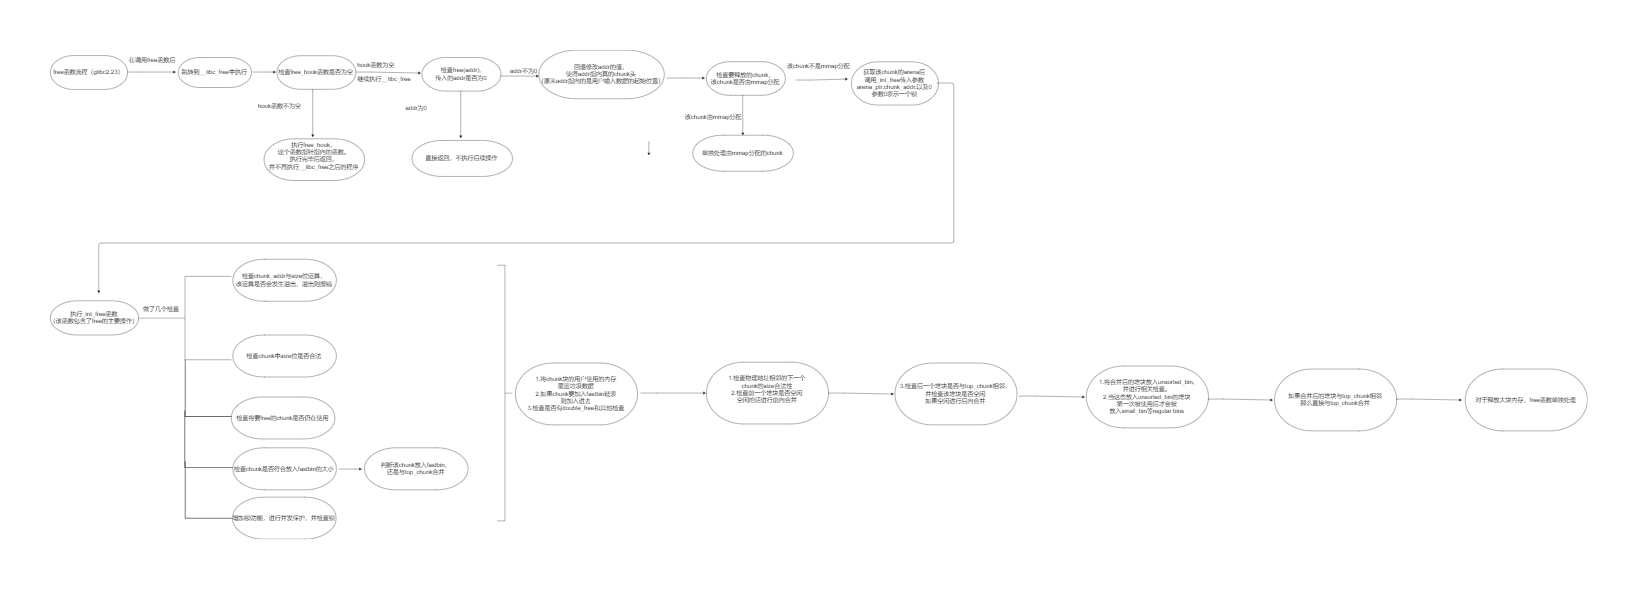 free函数流程（glibc2.23）
在调用free函数后
跳转到__libc_free中执行
检查free_hook函数是否为空
hook函数为空
继续执行__libc_free
hook函数不为空
执行free_hook，
这个函数指针指向的函数。
执行完毕后返回，
并不再执行__libc_free之后的程序
检查free(addr)，
传入的addr是否为0
addr不为0
addr为0
直接返回，不执行后续操作
回退修改addr的值，
使得addr指向真的chunk头
（原来addr指向的是用户输入数据的起始位置）
检查要释放的chunk，
该chunk是否由mmap分配
该chunk不是mmap分配
该chunk由mmap分配
单独处理由mmap分配的chunk
获取该chunk的arena后
调用_int_free传入参数
arena_ptr,chunk_addr,以及0
参数0表示一个锁
执行_int_free函数
（该函数包含了free的主要操作）
做了几个检查
检查chunk_addr与size位运算，
该运算是否会发生溢出，溢出则报错
检查chunk中size位是否合法
检查将要free的chunk是否仍在使用
检查chunk是否符合放入fastbin的大小
判断该chunk放入fastbin，
还是与top_chunk合并
增加锁功能，进行并发保护，并检查锁
1.将chunk块的用户使用的内存
覆盖垃圾数据
2.如果chunk要加入fastbin链表
则加入进去
3.检查是否有double_free和其他检查
1.检查物理地址相邻的下一个
chunk的size合法性
2.检查前一个堆块是否空闲
空闲的话进行前向合并
3.检查后一个堆块是否与top_chunk相邻，
并检查该堆块是否空闲
如果空闲进行后向合并
1.将合并后的堆块放入unsorted_bin，
并进行相关检查。
2.当这些放入unsorted_bin的堆块
第一次被使用后才会被
放入small_bin等regular bins
如果合并后的堆块与top_chunk相邻
那么直接与top_chunk合并
对于释放大块内存，free函数单独处理